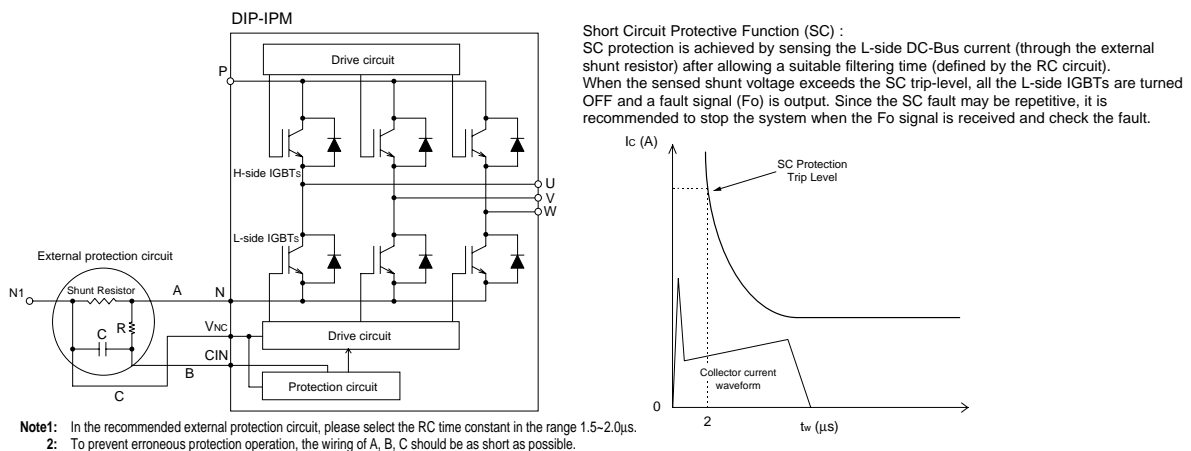 DIP-IPM
Drive circuit
P
H-side IGBTS
U
V
W
L-side IGBTS
External protection circuit
Shunt Resistor
A
N1
N
VNC
R
C
Drive circuit
CIN
B
Protection circuit
C
Short Circuit Protective Function (SC) :
SC protection is achieved by sensing the L-side DC-Bus current (through the external
shunt resistor) after allowing a suitable filtering time (defined by the RC circuit).
When the sensed shunt voltage exceeds the SC trip-level, all the L-side IGBTs are turned
OFF and a fault signal (Fo) is output. Since the SC fault may be repetitive, it is
recommended to stop the system when the Fo signal is received and check the fault.
IC (A)
SC Protection
Trip Level
Collector current
waveform
0
2
tw (μs)
Note1: In the recommended external protection circuit, please select the RC time constant in the range 1.5~2.0μs.
2: To prevent erroneous protection operation, the wiring of A, B, C should be as short as possible.